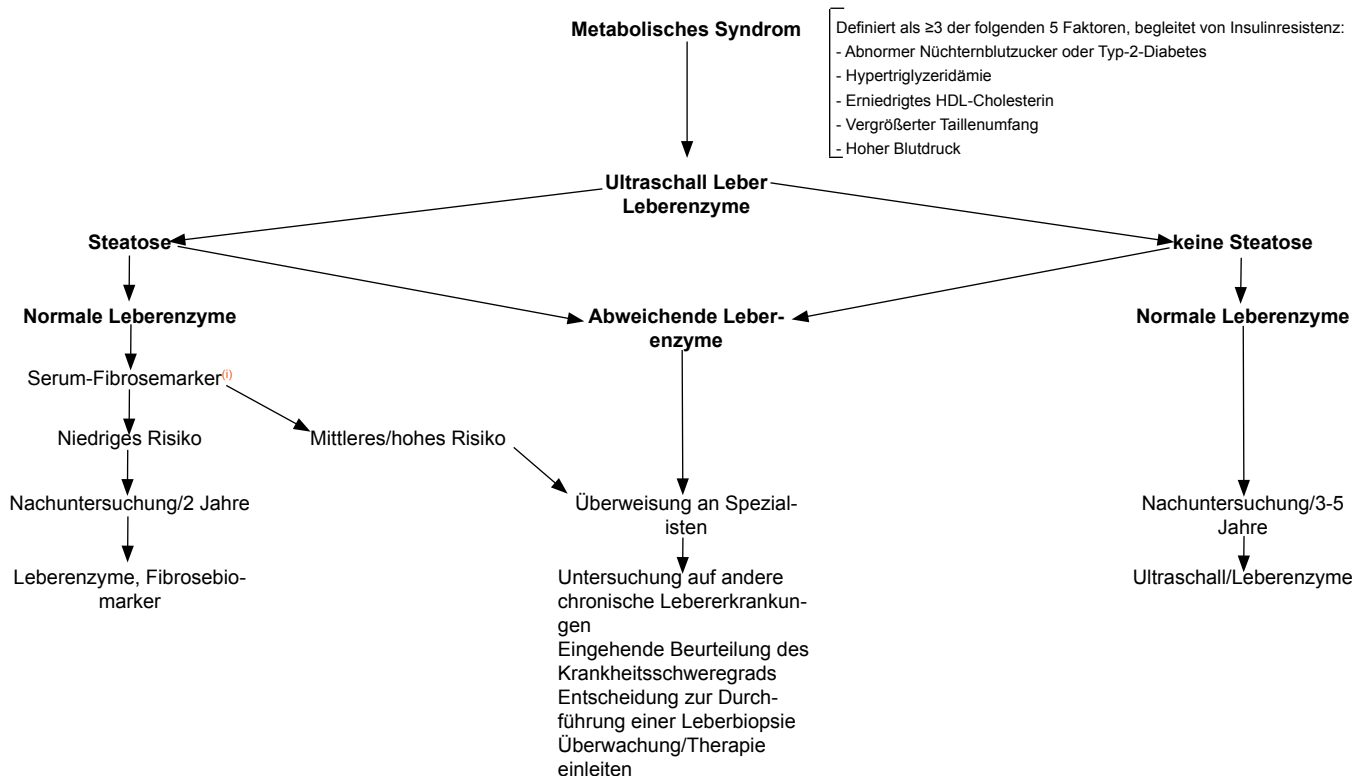 Metabolisches Syndrom
Definiert als ≥3 der folgenden 5 Faktoren, begleitet von Insulinresistenz:
- Abnormer Nüchternblutzucker oder Typ-2-Diabetes
- Hypertriglyzeridämie
- Erniedrigtes HDL-Cholesterin
- Vergrößerter Taillenumfang
- Hoher Blutdruck
Ultraschall Leber
Leberenzyme
Steatose
keine Steatose
Normale Leberenzyme
Abweichende Leber-
enzyme
Normale Leberenzyme
Serum-Fibrosemarker(i)
Niedriges Risiko
Mittleres/hohes Risiko
Nachuntersuchung/2 Jahre
Überweisung an Spezial-
isten
Nachuntersuchung/3-5
Jahre
Leberenzyme, Fibrosebio-
marker
Untersuchung auf andere
chronische Lebererkrankun-
gen
Eingehende Beurteilung des
Krankheitsschweregrads
Entscheidung zur Durch-
führung einer Leberbiopsie
Überwachung/Therapie
einleiten
Ultraschall/Leberenzyme